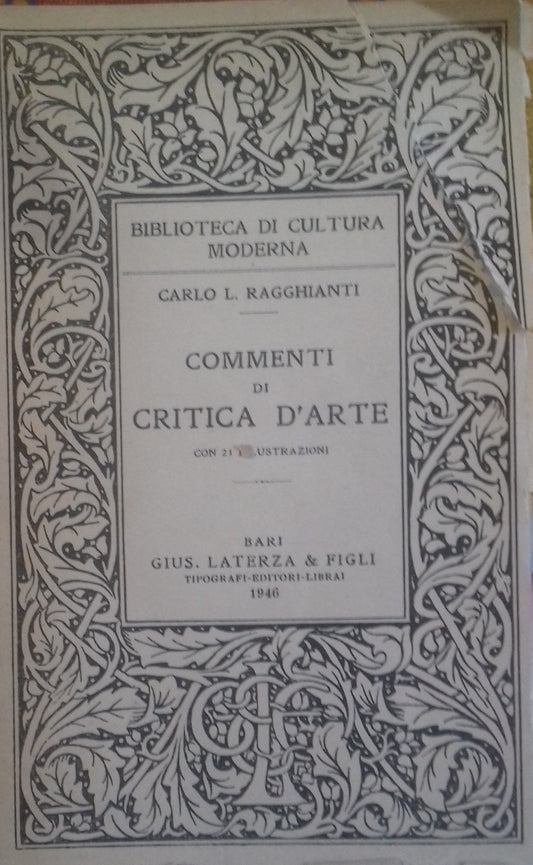 BIBLIOTECA DI CULTURA
MODERNA
CARLO L. RAGGHIANTI
COMMENTI
DI
CRITICA D'ARTE
CON 21
BARI
GIUS. LATERZA & FIGLI
TIPOGRAFI-EDITORI-LIBRAI
1946